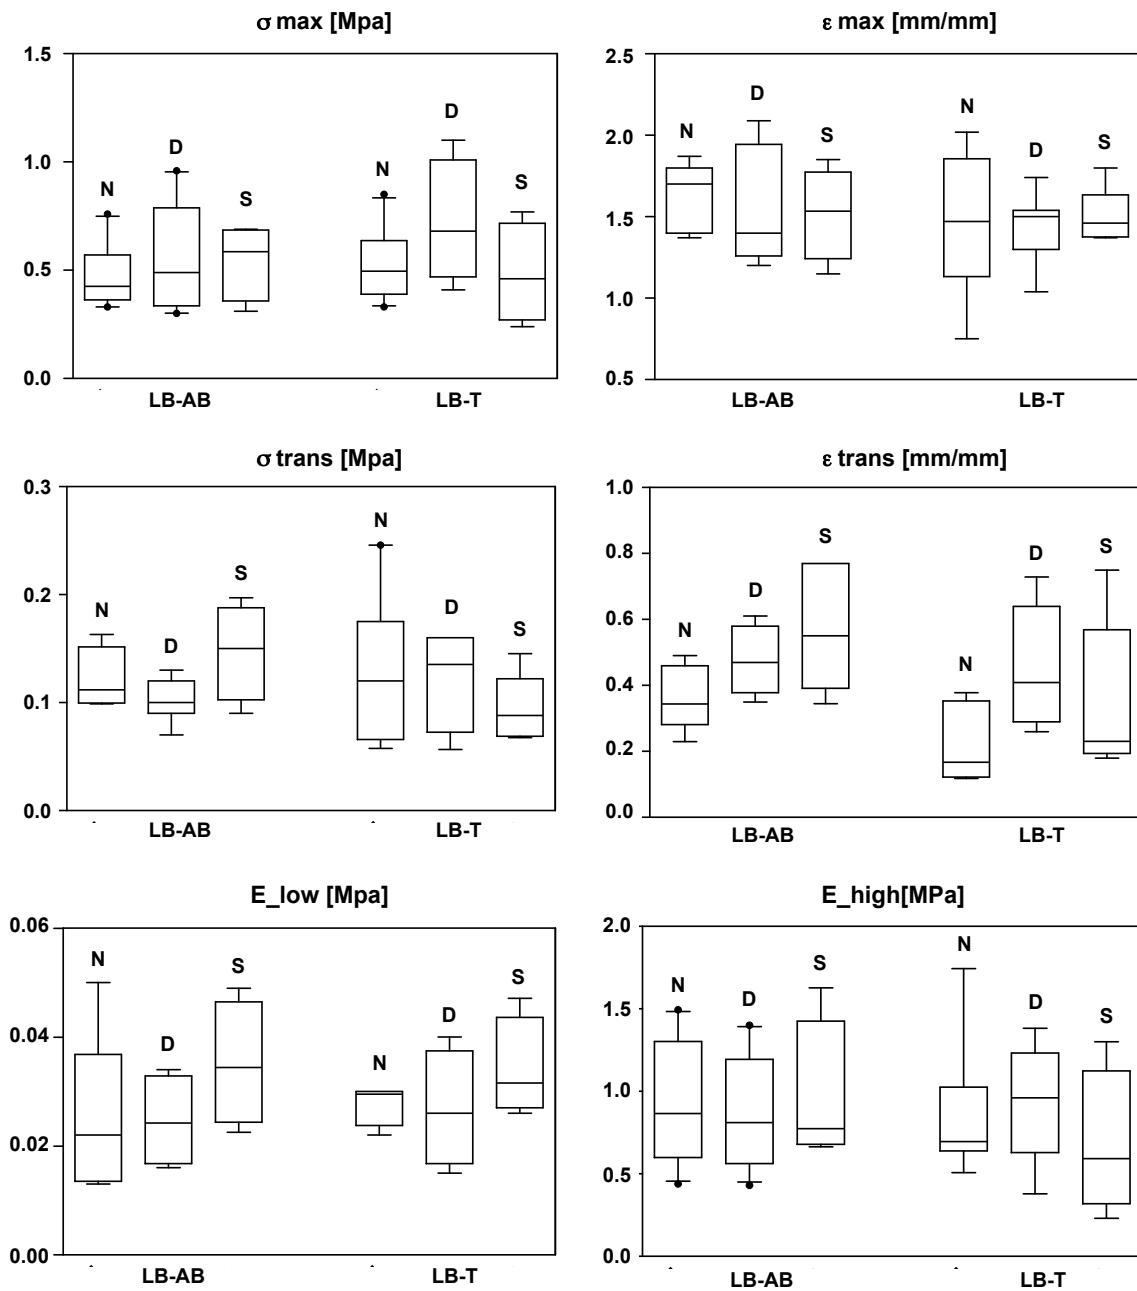 σ max [Mpa]
1.5
1.0
0.5
0.0
N
D
S
N
D
S
LB-AB
LB-T
ε max [mm/mm]
2.5
2.0
1.5
1.0
0.5
N
D
S
N
D
S
LB-AB
LB-T
σ trans [Mpa]
0.3
0.2
0.1
0.0
N
D
S
N
D
S
LB-AB
LB-T
ε trans [mm/mm]
1.0
0.8
0.6
0.4
0.2
0.0
N
D
S
N
D
S
LB-AB
LB-T
E_low [Mpa]
0.06
0.04
0.02
0.00
N
D
S
N
D
S
LB-AB
LB-T
E_high[MPa]
2.0
1.5
1.0
0.5
0.0
N
D
S
N
D
S
LB-AB
LB-T